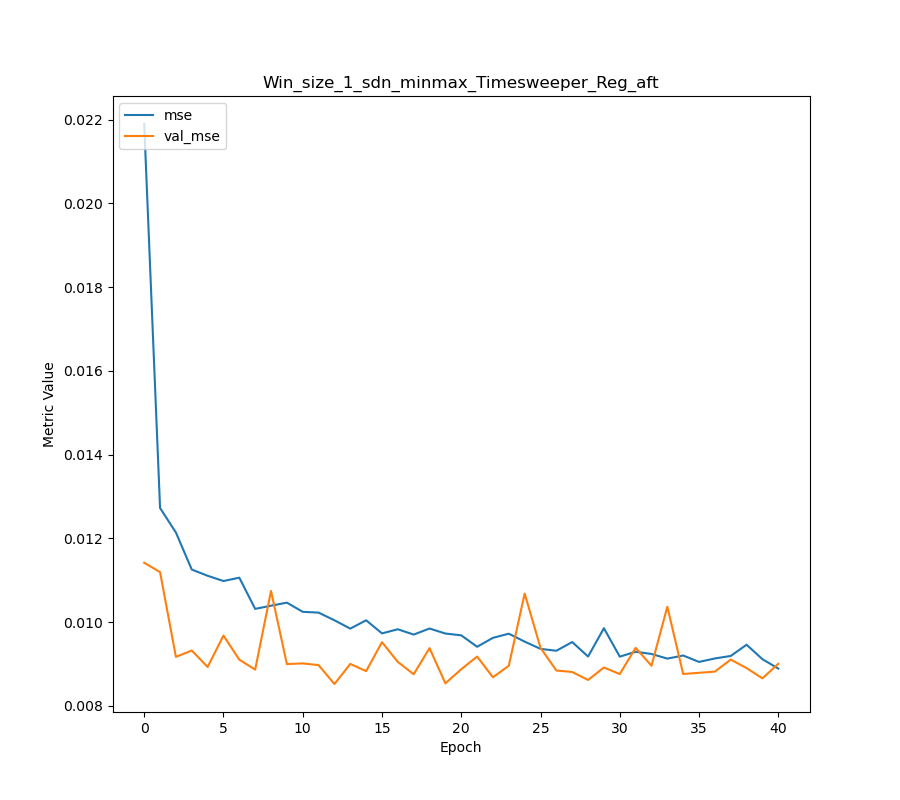 Win_size_1_sdn_minmax_Timesweeper_Reg_aft
mse
val_mse
0.022
0.020
0.018
0.016
0.014
0.012
0.010
0.008
Metric Value
0 5 10 15 20 25 30 35 40
Epoch